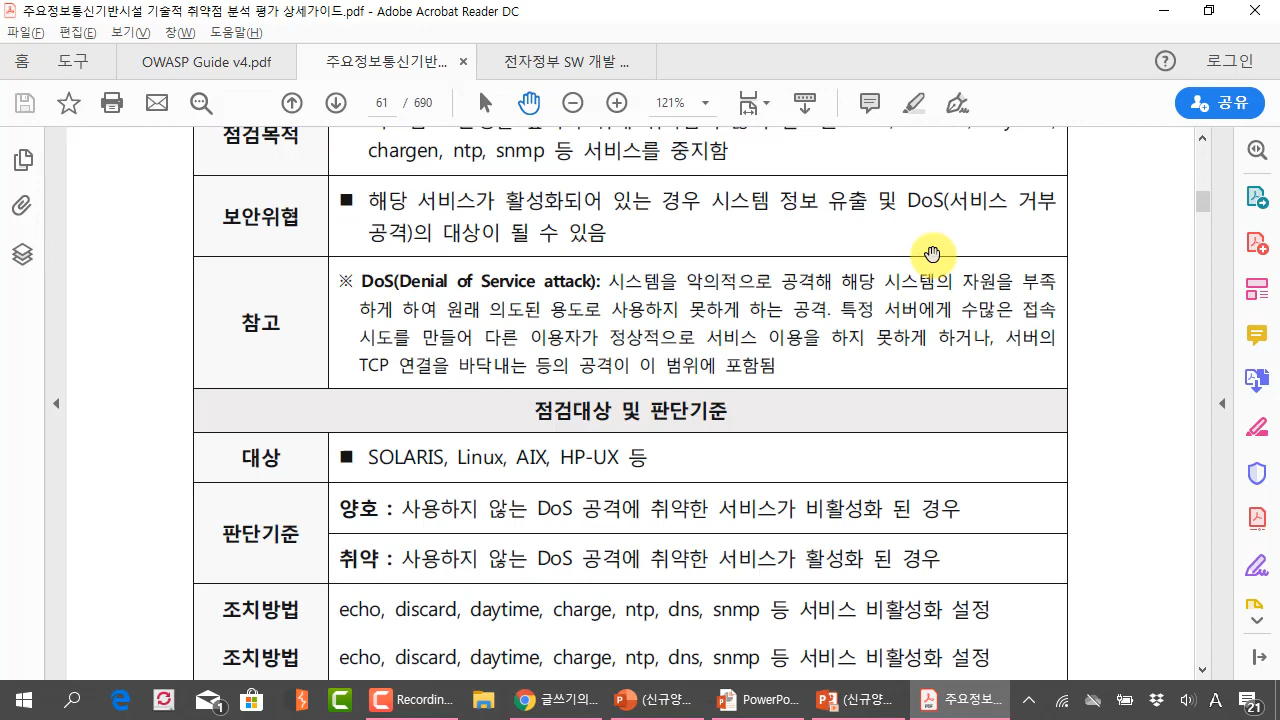 주요정보통신기반시설 기술적 취약점 분석 평가 상세가이드.pdf - Adobe Acrobat Reader DC
파일(F) 편집(E) 보기(V) 창(W) 도움말(H)
홈 도구 OWASP Guide v4.pdf 주요정보통신기반... × 전자정부 SW 개발 ... 로그인
61 / 690 121% 공유
점검목적
chargen, ntp, snmp 등 서비스를 중지함
보안위협
■ 해당 서비스가 활성화되어 있는 경우 시스템 정보 유출 및 DoS(서비스 거부
공격)의 대상이 될 수 있음
참고
※ DoS(Denial of Service attack): 시스템을 악의적으로 공격해 해당 시스템의 자원을 부족
하게 하여 원래 의도된 용도로 사용하지 못하게 하는 공격. 특정 서버에게 수많은 접속
시도를 만들어 다른 이용자가 정상적으로 서비스 이용을 하지 못하게 하거나, 서버의
TCP 연결을 바닥내는 등의 공격이 이 범위에 포함됨
점검대상 및 판단기준
대상
■ SOLARIS, Linux, AIX, HP-UX 등
판단기준
양호 : 사용하지 않는 DoS 공격에 취약한 서비스가 비활성화 된 경우
취약 : 사용하지 않는 DoS 공격에 취약한 서비스가 활성화 된 경우
조치방법
echo, discard, daytime, charge, ntp, dns, snmp 등 서비스 비활성화 설정
조치방법
echo, discard, daytime, charge, ntp, dns, snmp 등 서비스 비활성화 설정
1 Recordin... 글쓰기의... (신규양... PowerPo... (신규양... 주요정보... A 21